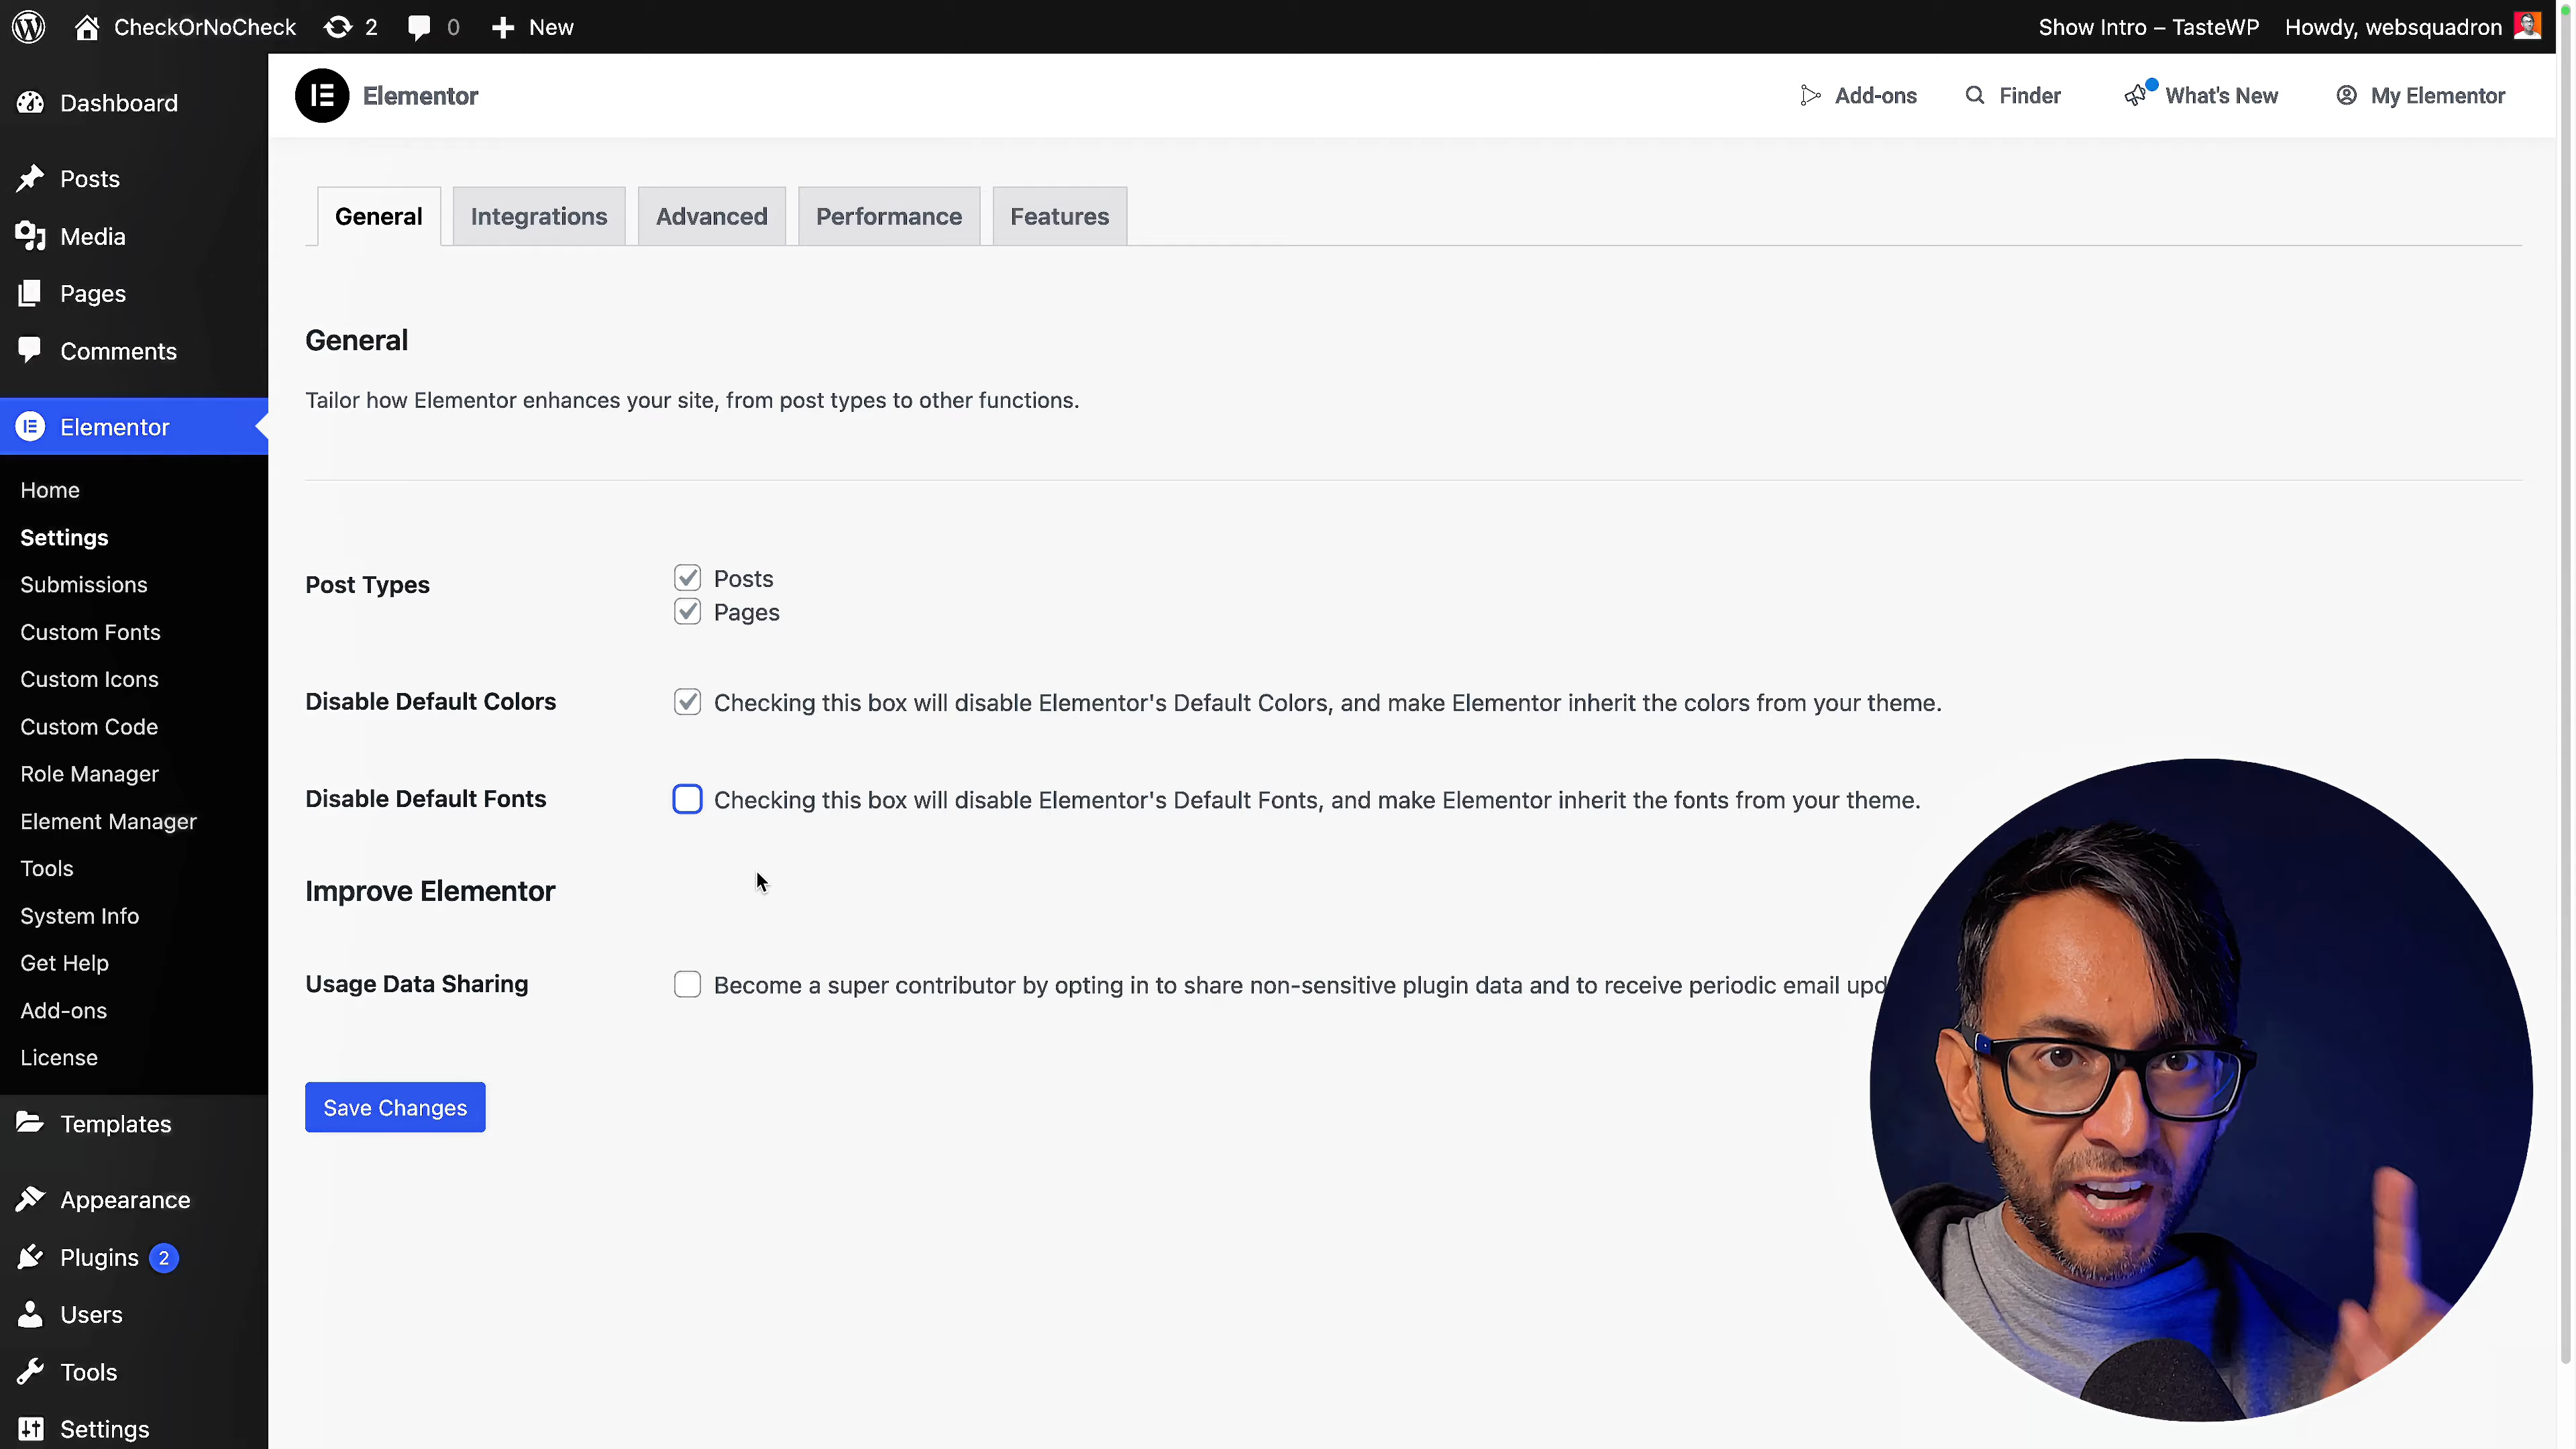 CheckOrNoCheck 2 0 New Show Intro – TasteWP Howdy, websquadron
Elementor Add-ons Finder What's New My Elementor
Dashboard
Posts
Media
Pages
Comments
Elementor
Home
Settings
Submissions
Custom Fonts
Custom Icons
Custom Code
Role Manager
Element Manager
Tools
System Info
Get Help
Add-ons
License
Templates
Appearance
Plugins 2
Users
Tools
Settings
General Integrations Advanced Performance Features
General
Tailor how Elementor enhances your site, from post types to other functions.
Post Types
Posts
Pages
Disable Default Colors Checking this box will disable Elementor's Default Colors, and make Elementor inherit the colors from your theme.
Disable Default Fonts Checking this box will disable Elementor's Default Fonts, and make Elementor inherit the fonts from your theme.
Improve Elementor
Usage Data Sharing Become a super contributor by opting in to share non-sensitive plugin data and to receive periodic email upd
Save Changes